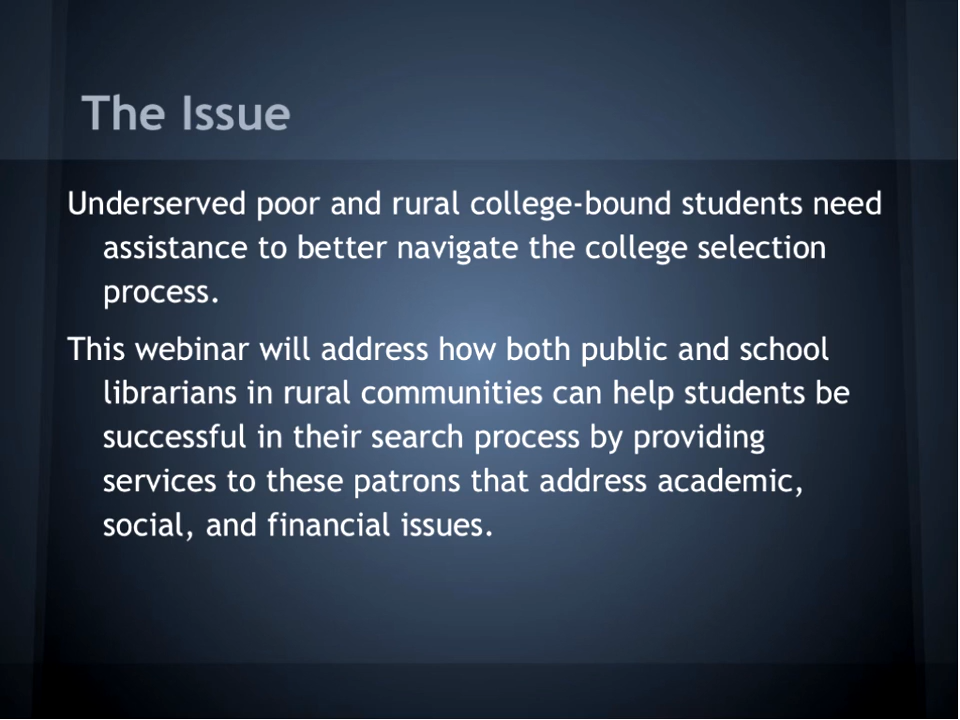 The Issue
Underserved poor and rural college-bound students need
assistance to better navigate the college selection
process.
This webinar will address how both public and school
librarians in rural communities can help students be
successful in their search process by providing
services to these patrons that address academic,
social, and financial issues.